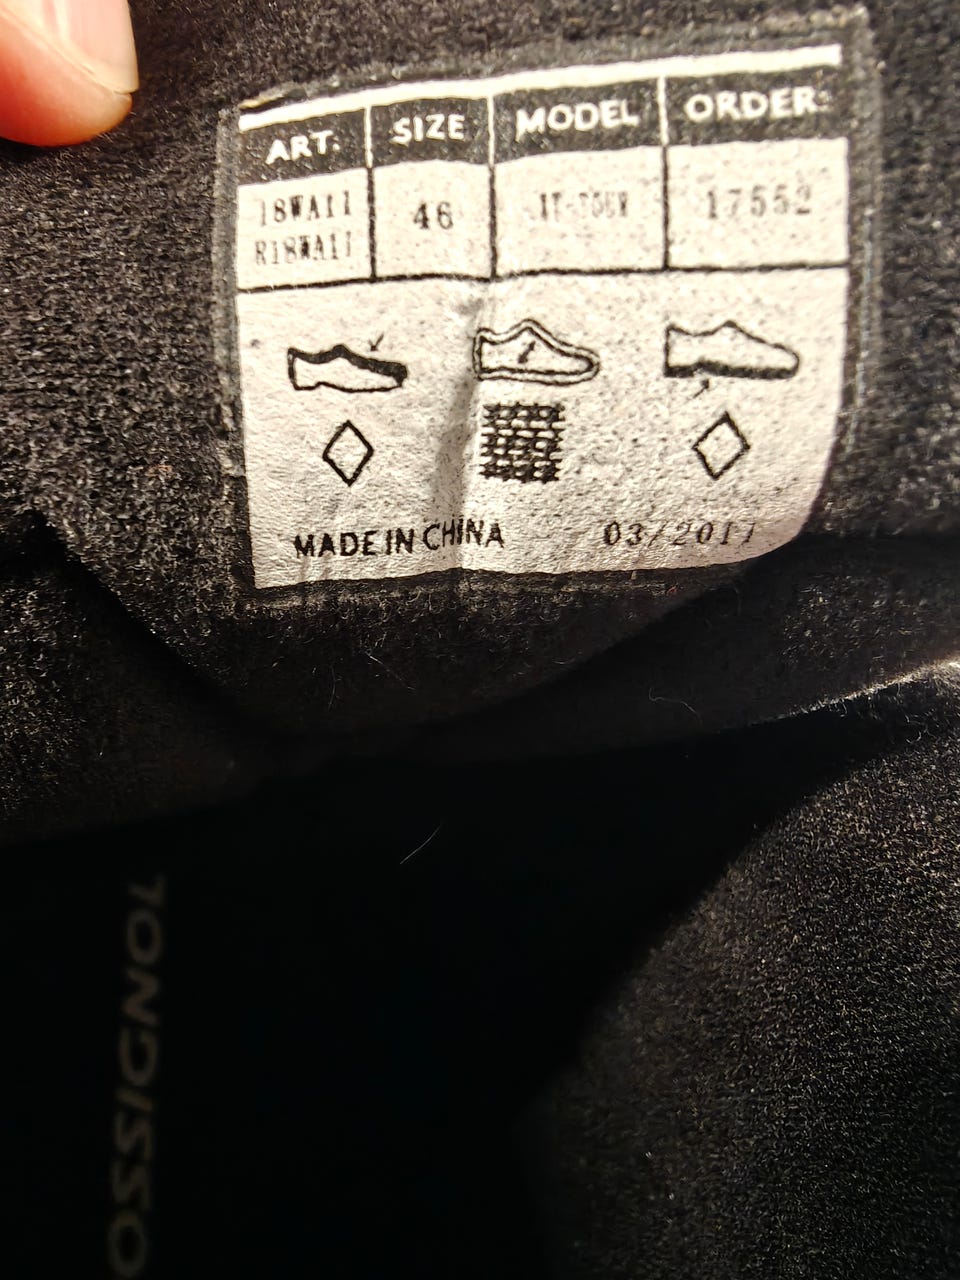 ART. SIZE MODEL ORDER:
18WA11 46 17552
R18WA11
MADE IN CHINA 03/2017
OSSIGNOL